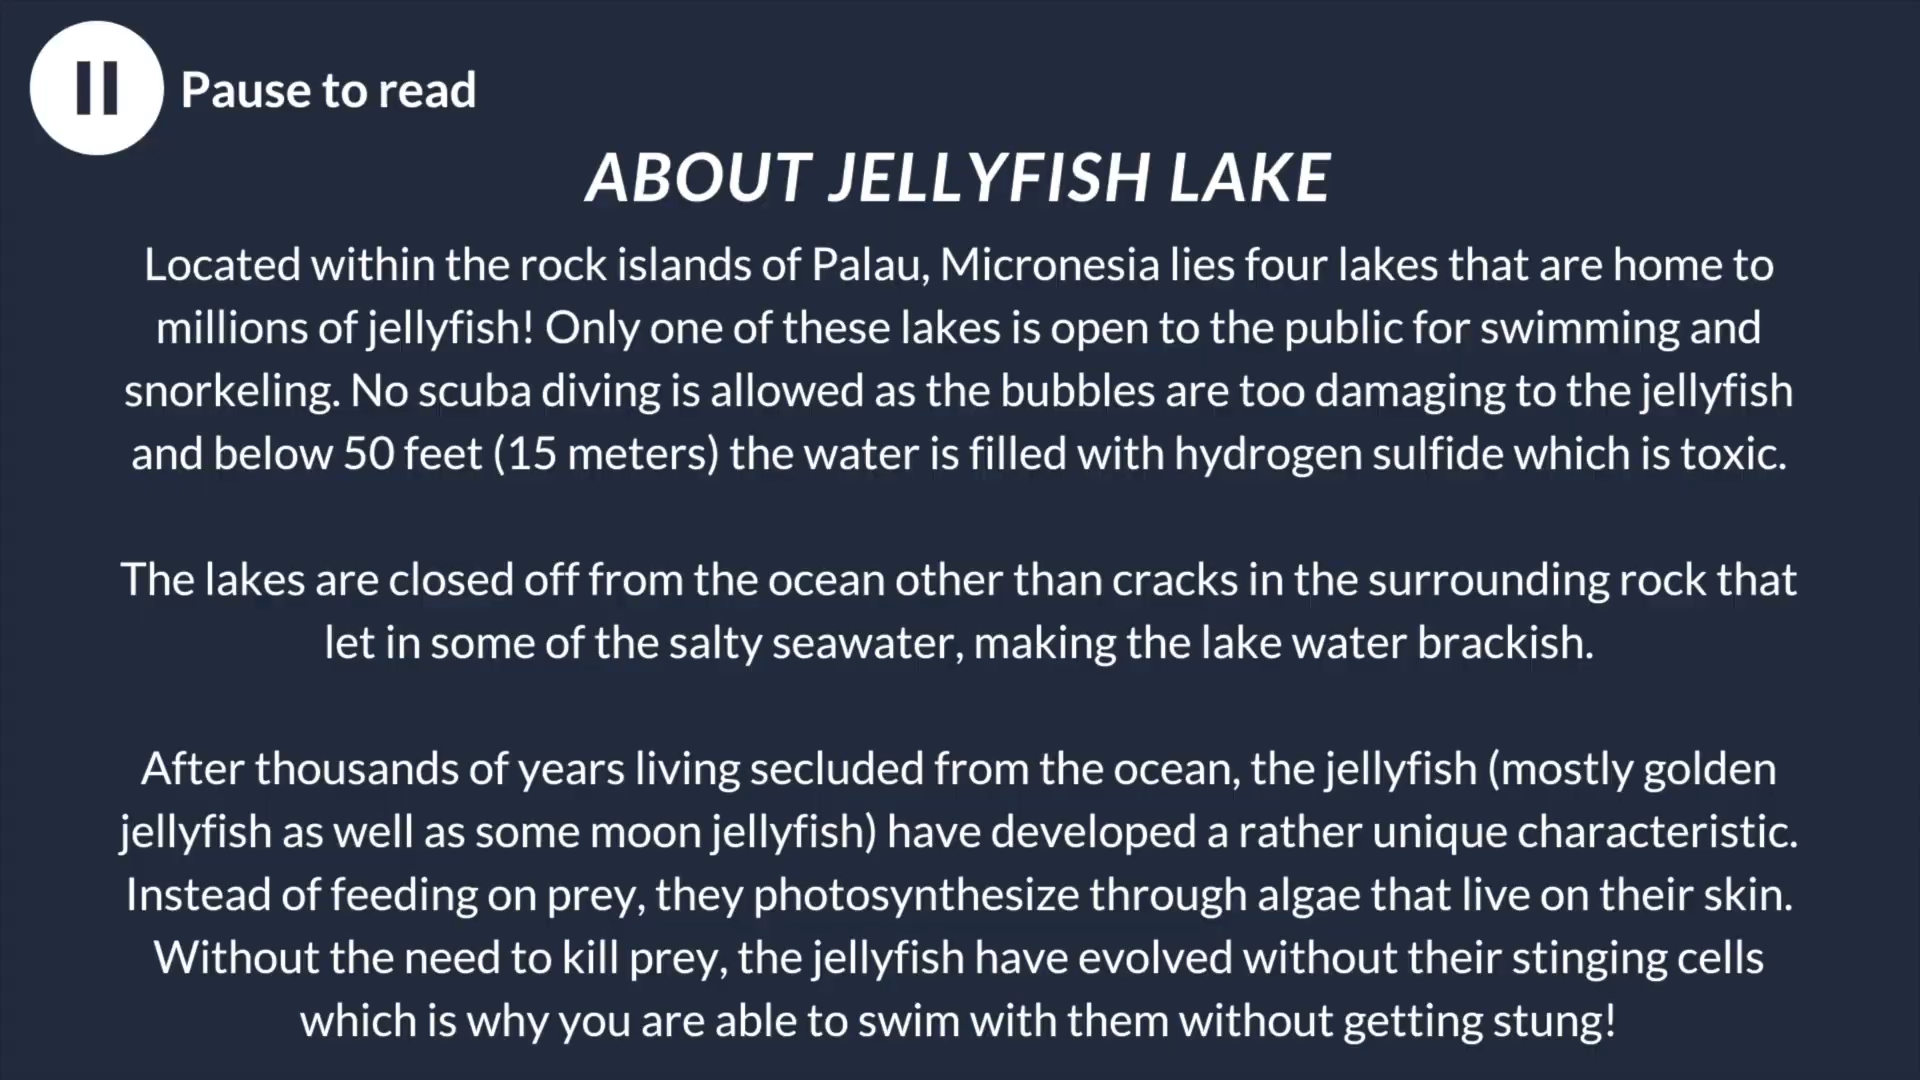 Pause to read
ABOUT JELLYFISH LAKE
Located within the rock islands of Palau, Micronesia lies four lakes that are home to
millions of jellyfish! Only one of these lakes is open to the public for swimming and
snorkeling. No scuba diving is allowed as the bubbles are too damaging to the jellyfish
and below 50 feet (15 meters) the water is filled with hydrogen sulfide which is toxic.
The lakes are closed off from the ocean other than cracks in the surrounding rock that
let in some of the salty seawater, making the lake water brackish.
After thousands of years living secluded from the ocean, the jellyfish (mostly golden
jellyfish as well as some moon jellyfish) have developed a rather unique characteristic.
Instead of feeding on prey, they photosynthesize through algae that live on their skin.
Without the need to kill prey, the jellyfish have evolved without their stinging cells
which is why you are able to swim with them without getting stung!